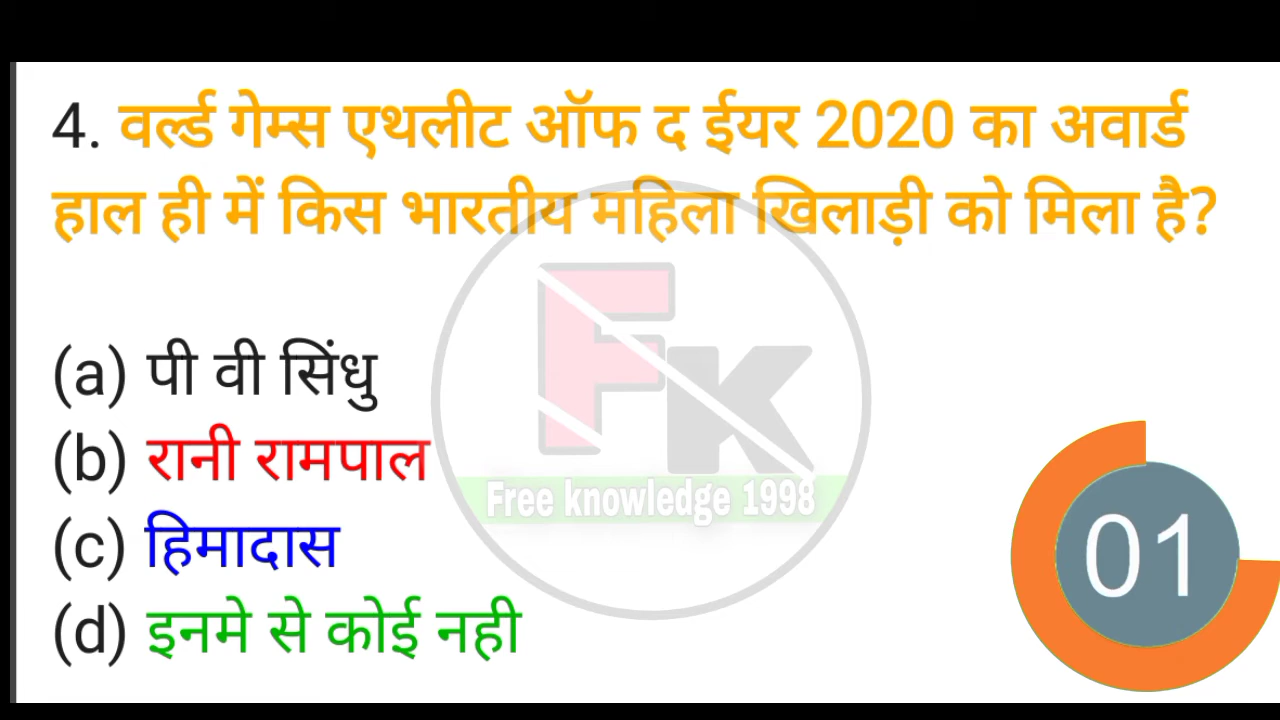 4. वर्ल्ड गेम्स एथलीट ऑफ द ईयर 2020 का अवार्ड
हाल ही में किस भारतीय महिला खिलाड़ी को मिला है?
(a) पी वी सिंधु
(b) रानी रामपाल
(c) हिमादास
(d) इनमे से कोई नही
FK
Free knowledge 1998
01